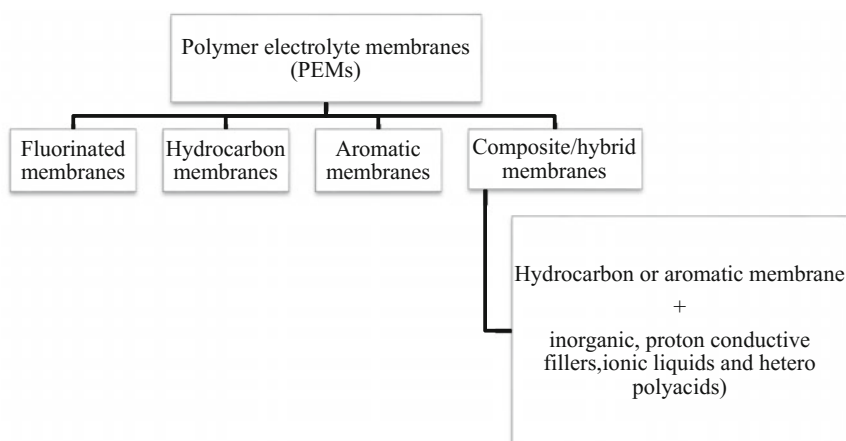 Polymer electrolyte membranes
(PEMs)
Fluorinated
membranes
Hydrocarbon
membranes
Aromatic
membranes
Composite/hybrid
membranes
Hydrocarbon or aromatic membrane
+
inorganic, proton conductive
fillers,ionic liquids and hetero
polyacids)